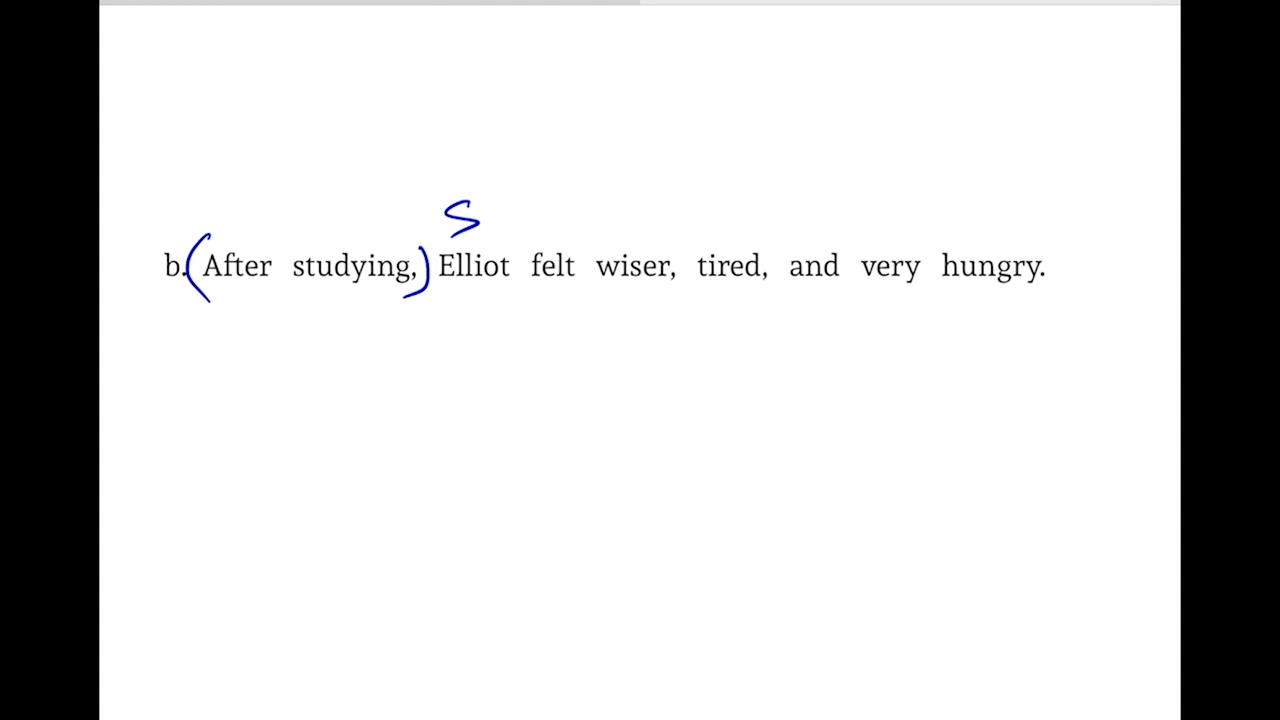 S
b. (After studying,) Elliot felt wiser, tired, and very hungry.